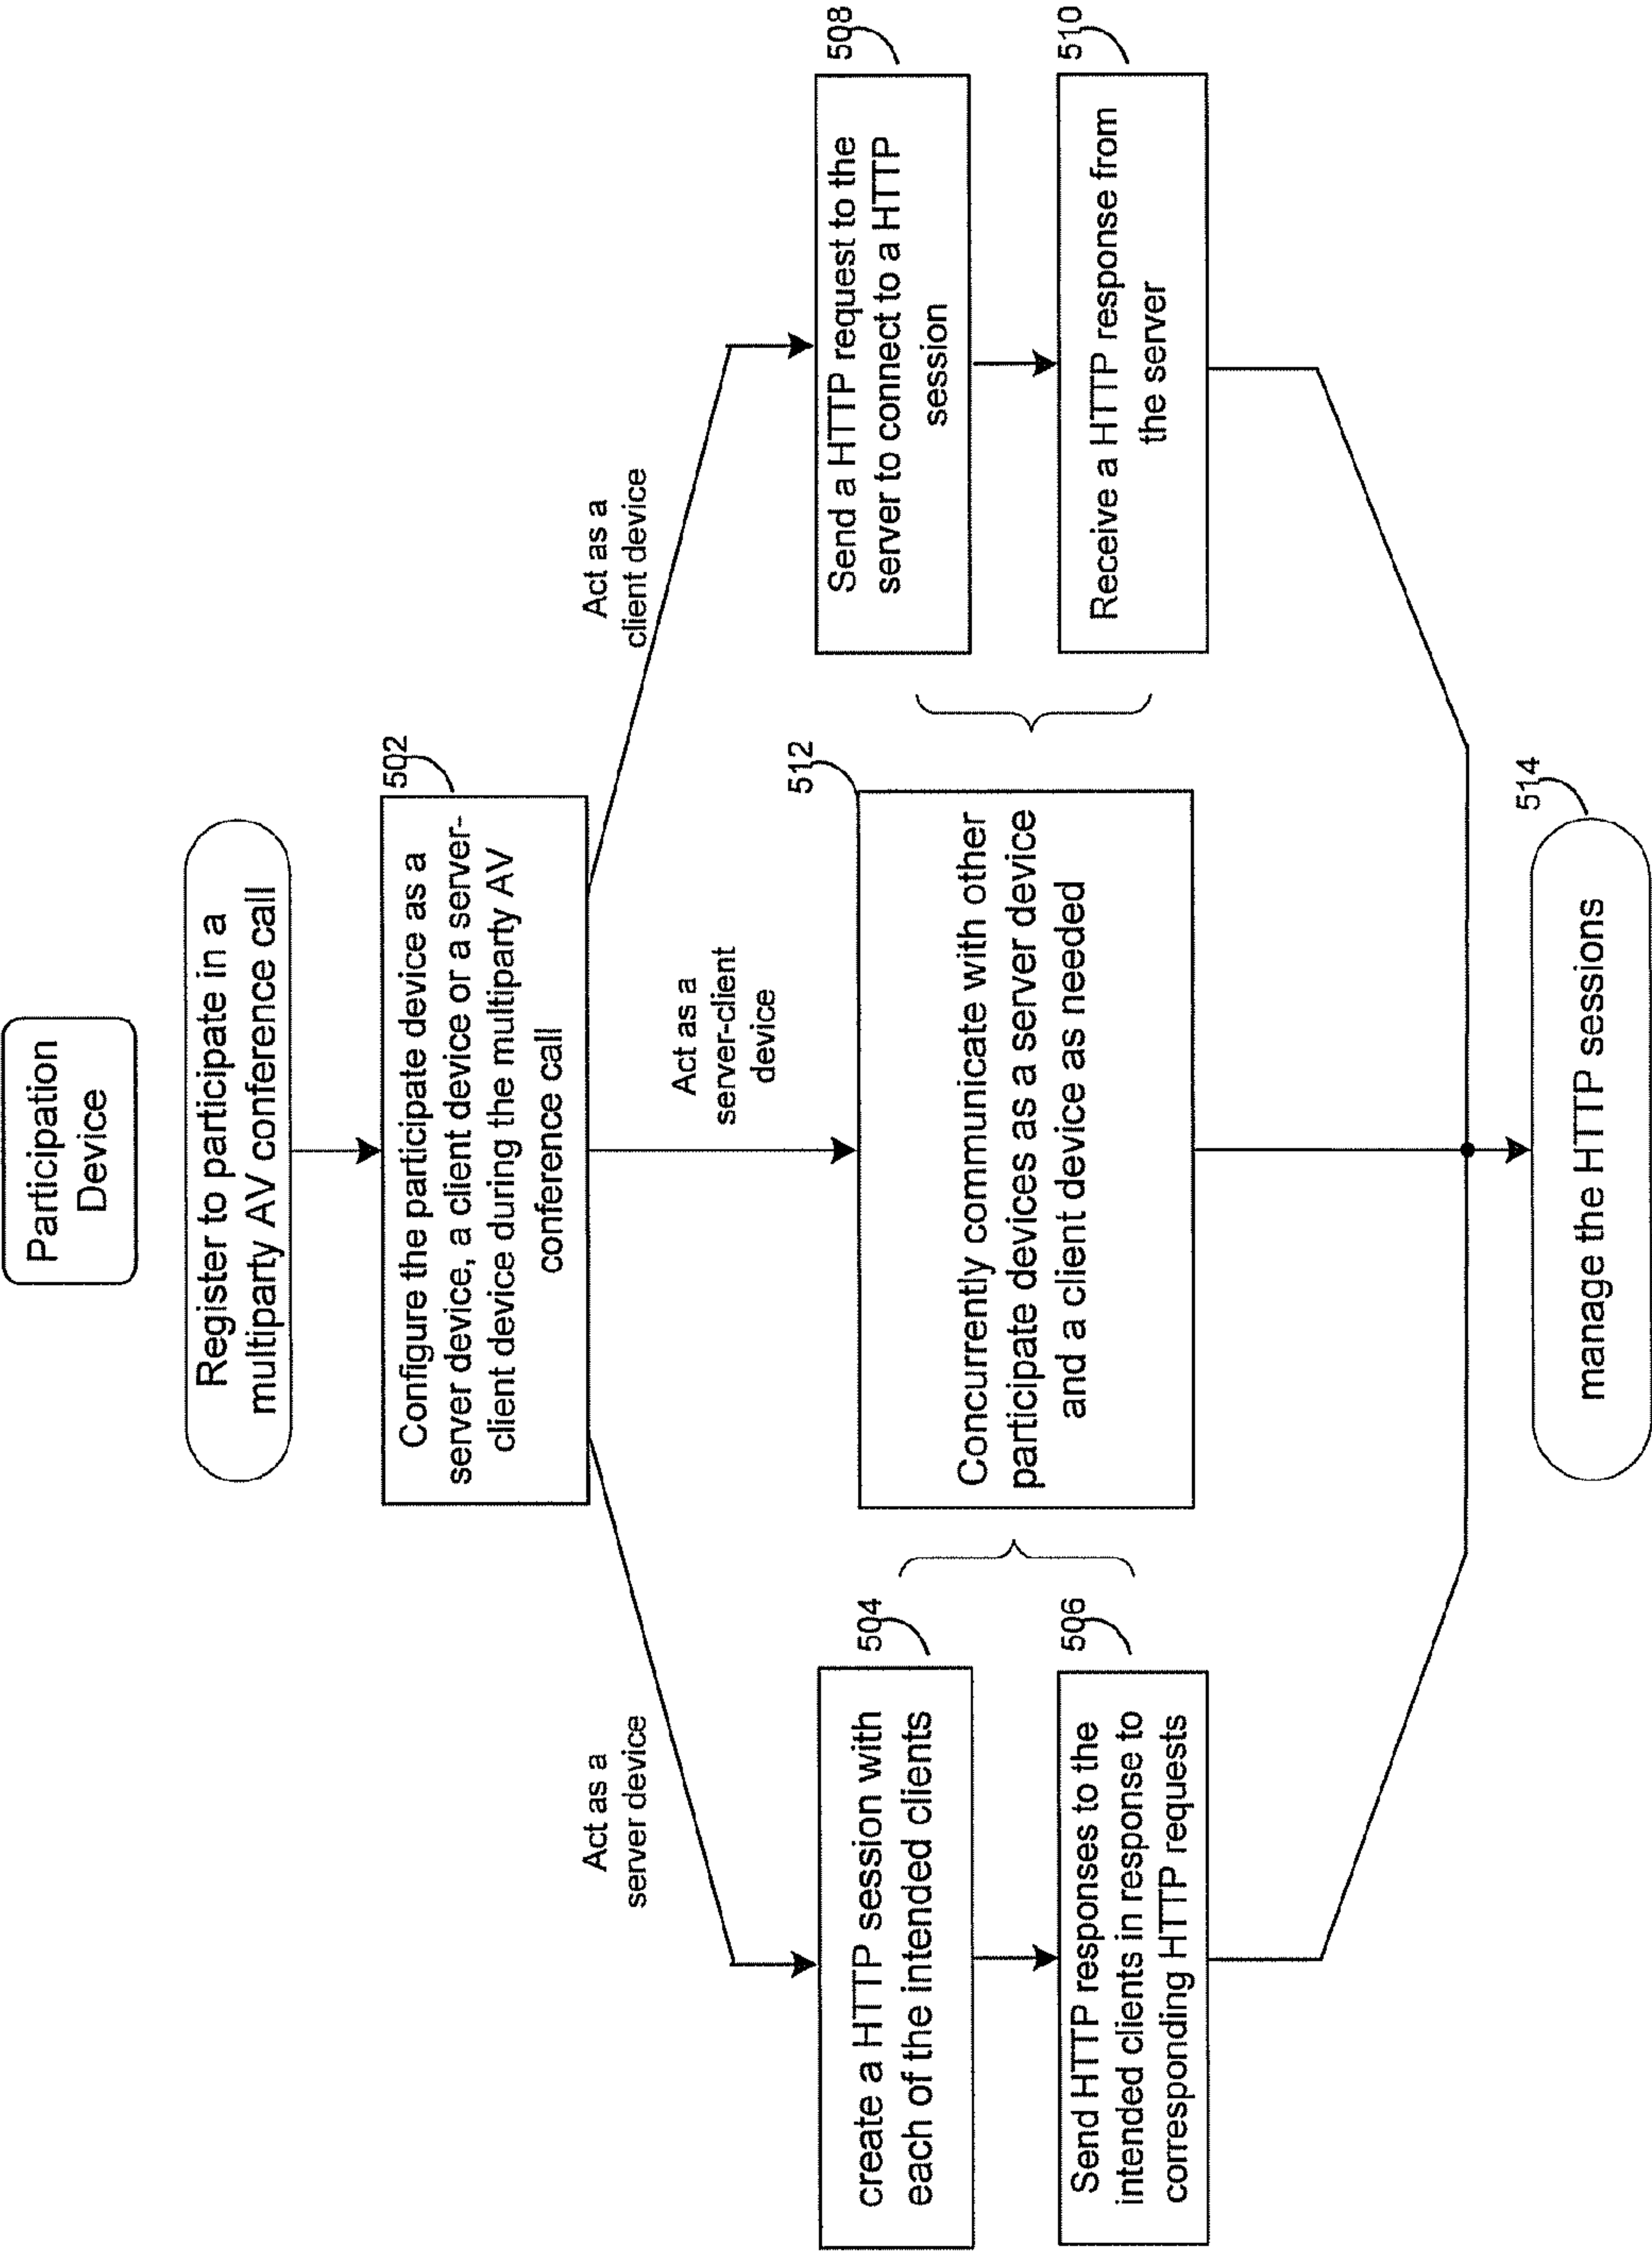 Participation
Device
Register to participate in a
multiparty AV conference call
502
Configure the participate device as a
server device, a client device or a server-
client device during the multiparty AV
conference call
Act as a
server device
Act as a
server-client
device
Act as a
client device
504
create a HTTP session with
each of the intended clients
506
Send HTTP responses to the
intended clients in response to
corresponding HTTP requests
512
Concurrently communicate with other
participate devices as a server device
and a client device as needed
508
Send a HTTP request to the
server to connect to a HTTP
session
510
Receive a HTTP response from
the server
514
manage the HTTP sessions